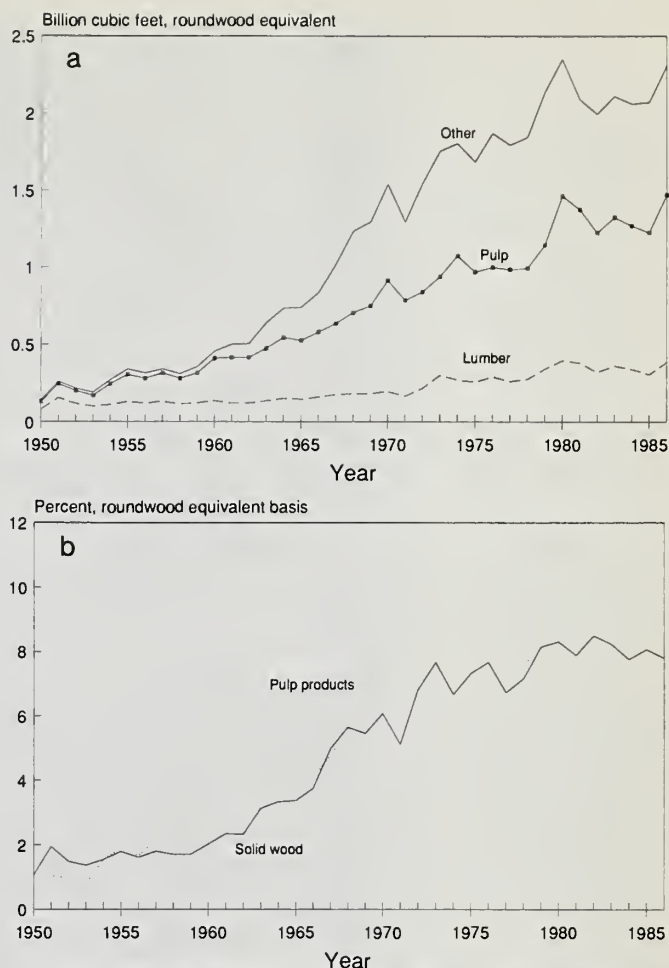 Billion cubic feet, roundwood equivalent
2.5
a
2
Other
1.5
Pulp
1
Lumber
0.5
0
1950 1955 1960 1965 1970 1975 1980 1985
Year
Percent, roundwood equivalent basis
12
b
10
8
Pulp products
6
4
Solid wood
2
0
1950 1955 1960 1965 1970 1975 1980 1985
Year